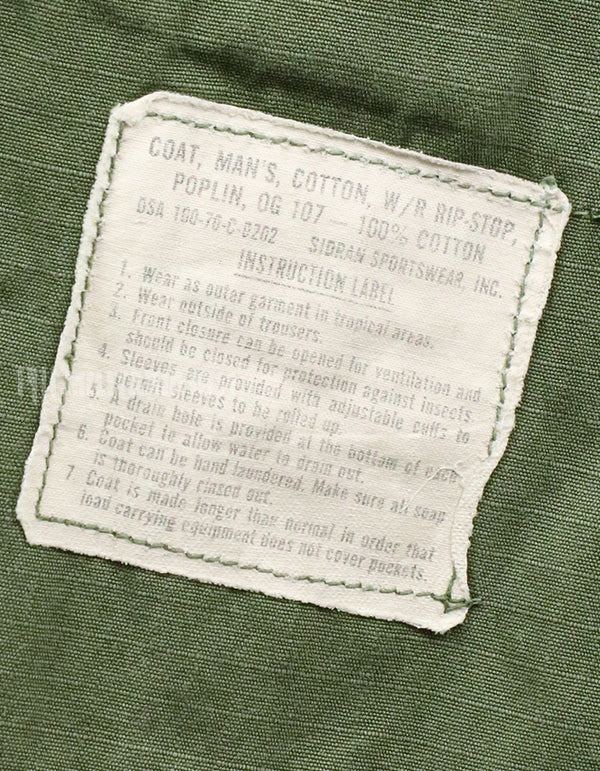 COAT, MAN'S, COTTON, W/R RIP-STOP,
POPLIN, OG 107 — 100% COTTON
DSA 100-70-C-0202 SIDRAN SPORTSWEAR, INC.
INSTRUCTION LABEL
1. Wear as outer garment in tropical areas.
2. Wear outside of trousers.
3. Front closure can be opened for ventilation and
should be closed for protection against insects
4. Sleeves are provided with adjustable cuffs to
permit sleeves to be rolled up.
5. A drain hole is provided at the bottom of each
pocket to allow water to drain out.
6. Coat can be hand laundered. Make sure all soap
is thoroughly rinsed out.
7. Coat is made longer than normal in order that
load carrying equipment does not cover pockets.